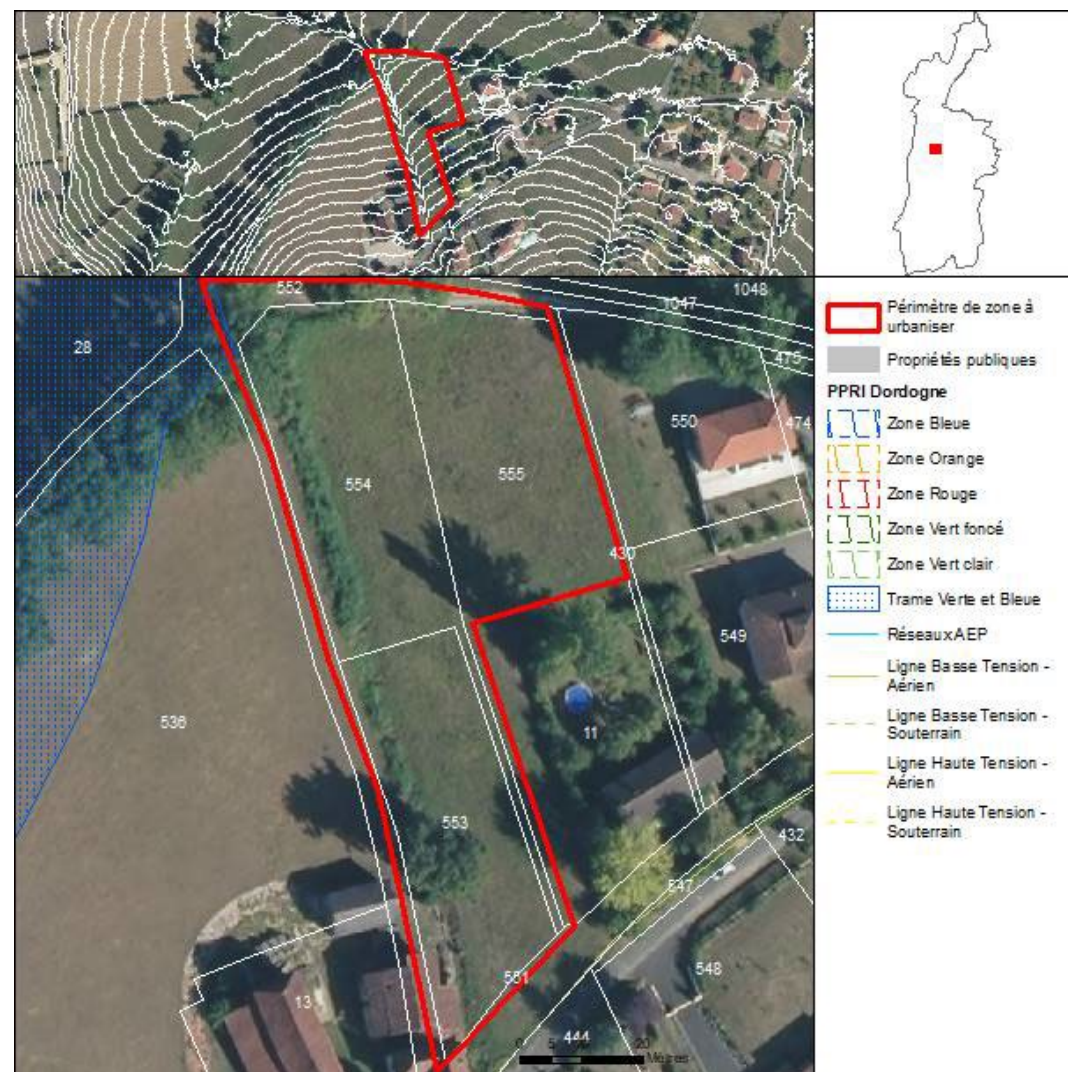 Périmètre de zone à
urbaniser
Propriétés publiques
PPRI Dordogne
Zone Bleue
Zone Orange
Zone Rouge
Zone Vert foncé
Zone Vert clair
Trame Verte et Bleue
Réseaux AEP
Ligne Basse Tension -
Aérien
Ligne Basse Tension -
Souterrain
Ligne Haute Tension -
Aérien
Ligne Haute Tension -
Souterrain
552
1048
1047
28
475
550
474
554
555
430
549
536
11
553
432
547
551
548
13
444
0
20
Mètres